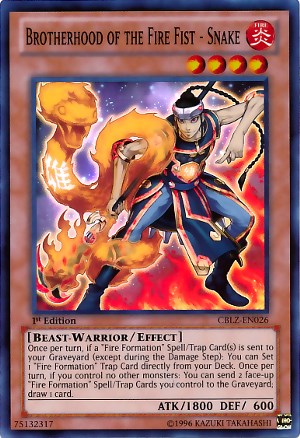 BROTHERHOOD OF THE FIRE FIST - SNAKE
FIRE
炎
CBLZ-EN026
1st Edition
[BEAST-WARRIOR/EFFECT]
Once per turn, if a "Fire Formation" Spell/Trap Card(s) is sent
to your Graveyard (except during the Damage Step): You can Set
1 "Fire Formation" Trap Card directly from your Deck. Once per
turn, if you control no other monsters: You can send 2 face-up
"Fire Formation" Spell/Trap Cards you control to the Graveyard;
draw 1 card.
ATK/1800 DEF/ 600
75132317
©1996 KAZUKI TAKAHASHI